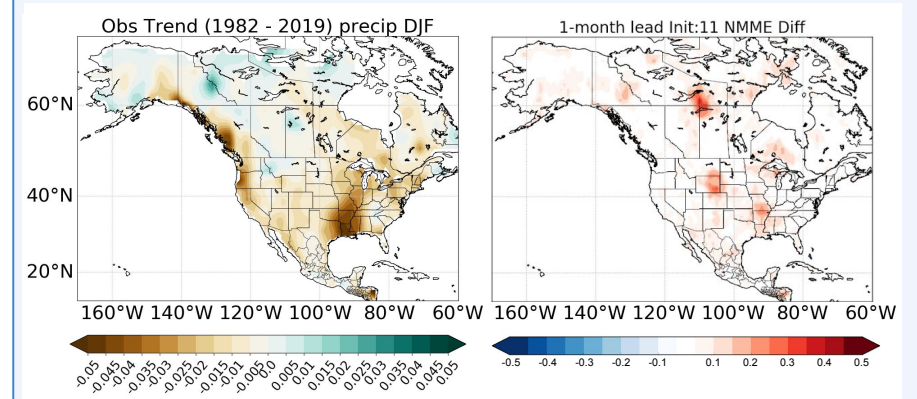 Obs Trend (1982 - 2019) precip DJF
60°N
40°N
20°N
160°W 140°W 120°W 100°W 80°W 60°W
-0.05 -0.045 -0.04 -0.035 -0.03 -0.025 -0.02 -0.015 -0.01 -0.005 0.0 0.005 0.01 0.015 0.02 0.025 0.03 0.035 0.04 0.045 0.05
1-month lead Init:11 NMME Diff
160°W 140°W 120°W 100°W 80°W 60°W
-0.5 -0.4 -0.3 -0.2 -0.1 0.1 0.2 0.3 0.4 0.5